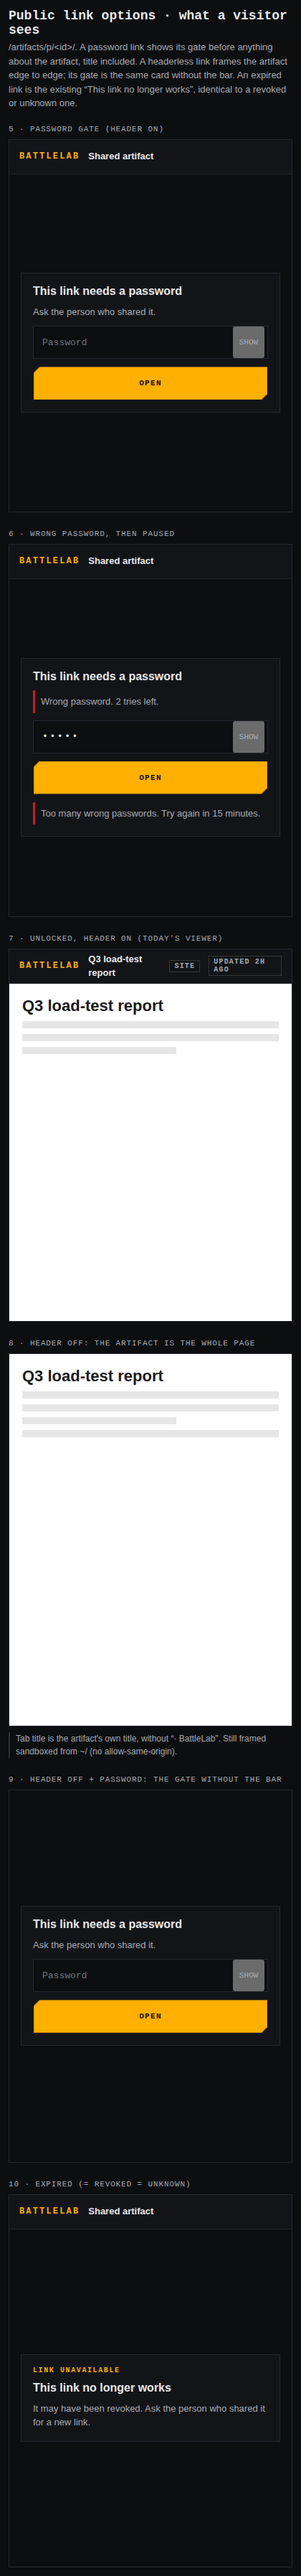 Public link options · what a visitor
sees
/artifacts/p/<id>/. A password link shows its gate before anything
about the artifact, title included. A headerless link frames the artifact
edge to edge; its gate is the same card without the bar. An expired
link is the existing “This link no longer works”, identical to a revoked
or unknown one.
5 · PASSWORD GATE (HEADER ON)
BATTLELAB Shared artifact
This link needs a password
Ask the person who shared it.
Password SHOW
OPEN
6 · WRONG PASSWORD, THEN PAUSED
BATTLELAB Shared artifact
This link needs a password
Wrong password. 2 tries left.
••••• SHOW
OPEN
Too many wrong passwords. Try again in 15 minutes.
7 · UNLOCKED, HEADER ON (TODAY'S VIEWER)
BATTLELAB Q3 load-test report SITE UPDATED 2H AGO
Q3 load-test report
8 · HEADER OFF: THE ARTIFACT IS THE WHOLE PAGE
Q3 load-test report
Tab title is the artifact's own title, without “· BattleLab”. Still framed
sandboxed from ~/ (no allow-same-origin).
9 · HEADER OFF + PASSWORD: THE GATE WITHOUT THE BAR
This link needs a password
Ask the person who shared it.
Password SHOW
OPEN
10 · EXPIRED (= REVOKED = UNKNOWN)
BATTLELAB Shared artifact
LINK UNAVAILABLE
This link no longer works
It may have been revoked. Ask the person who shared it
for a new link.